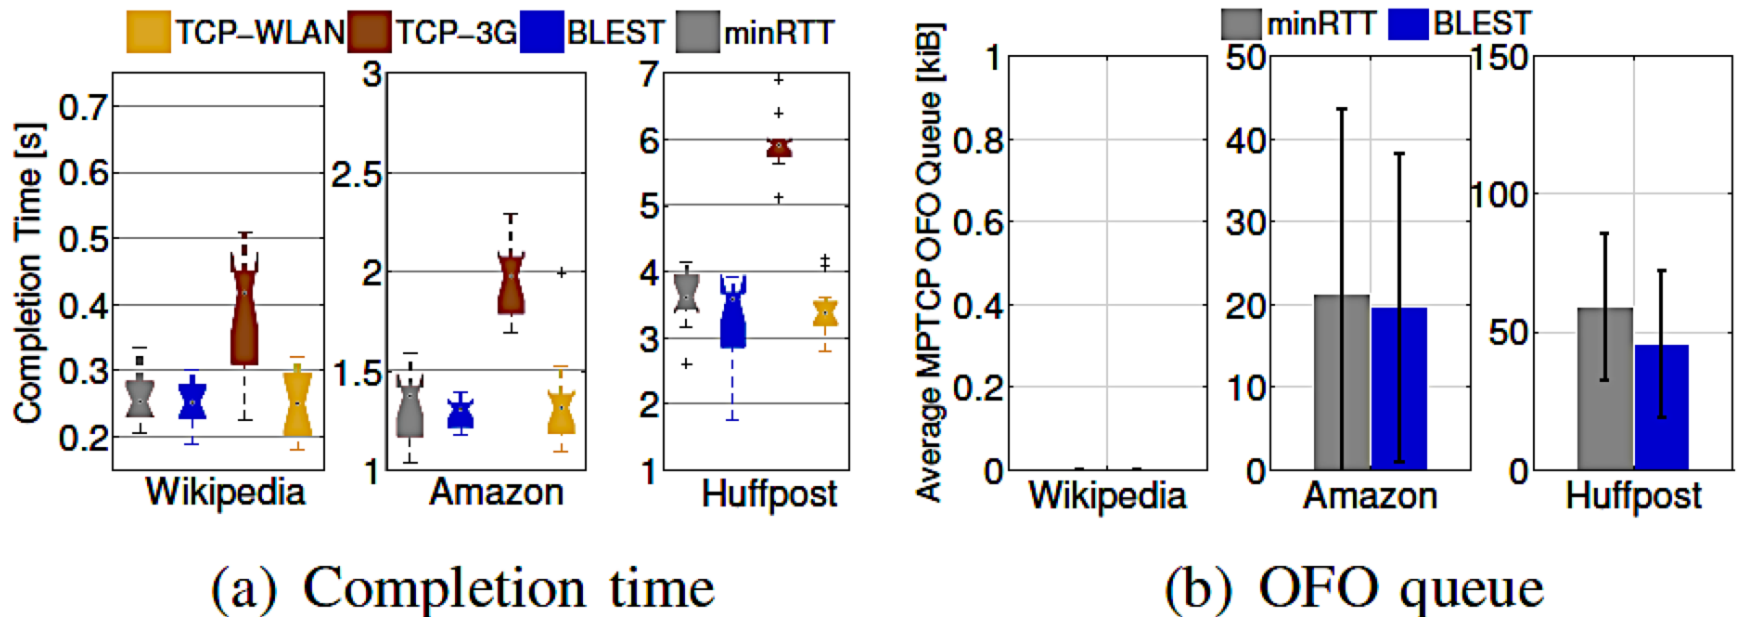 TCP-WLAN TCP-3G BLEST minRTT
Completion Time [s]
0.7
0.6
0.5
0.4
0.3
0.2
Wikipedia
3
2.5
2
1.5
1
Amazon
7
6
5
4
3
2
1
Huffpost
(a) Completion time
minRTT BLEST
Average MPTCP OFO Queue [kiB]
1
0.8
0.6
0.4
0.2
0
Wikipedia
50
40
30
20
10
0
Amazon
150
100
50
0
Huffpost
(b) OFO queue